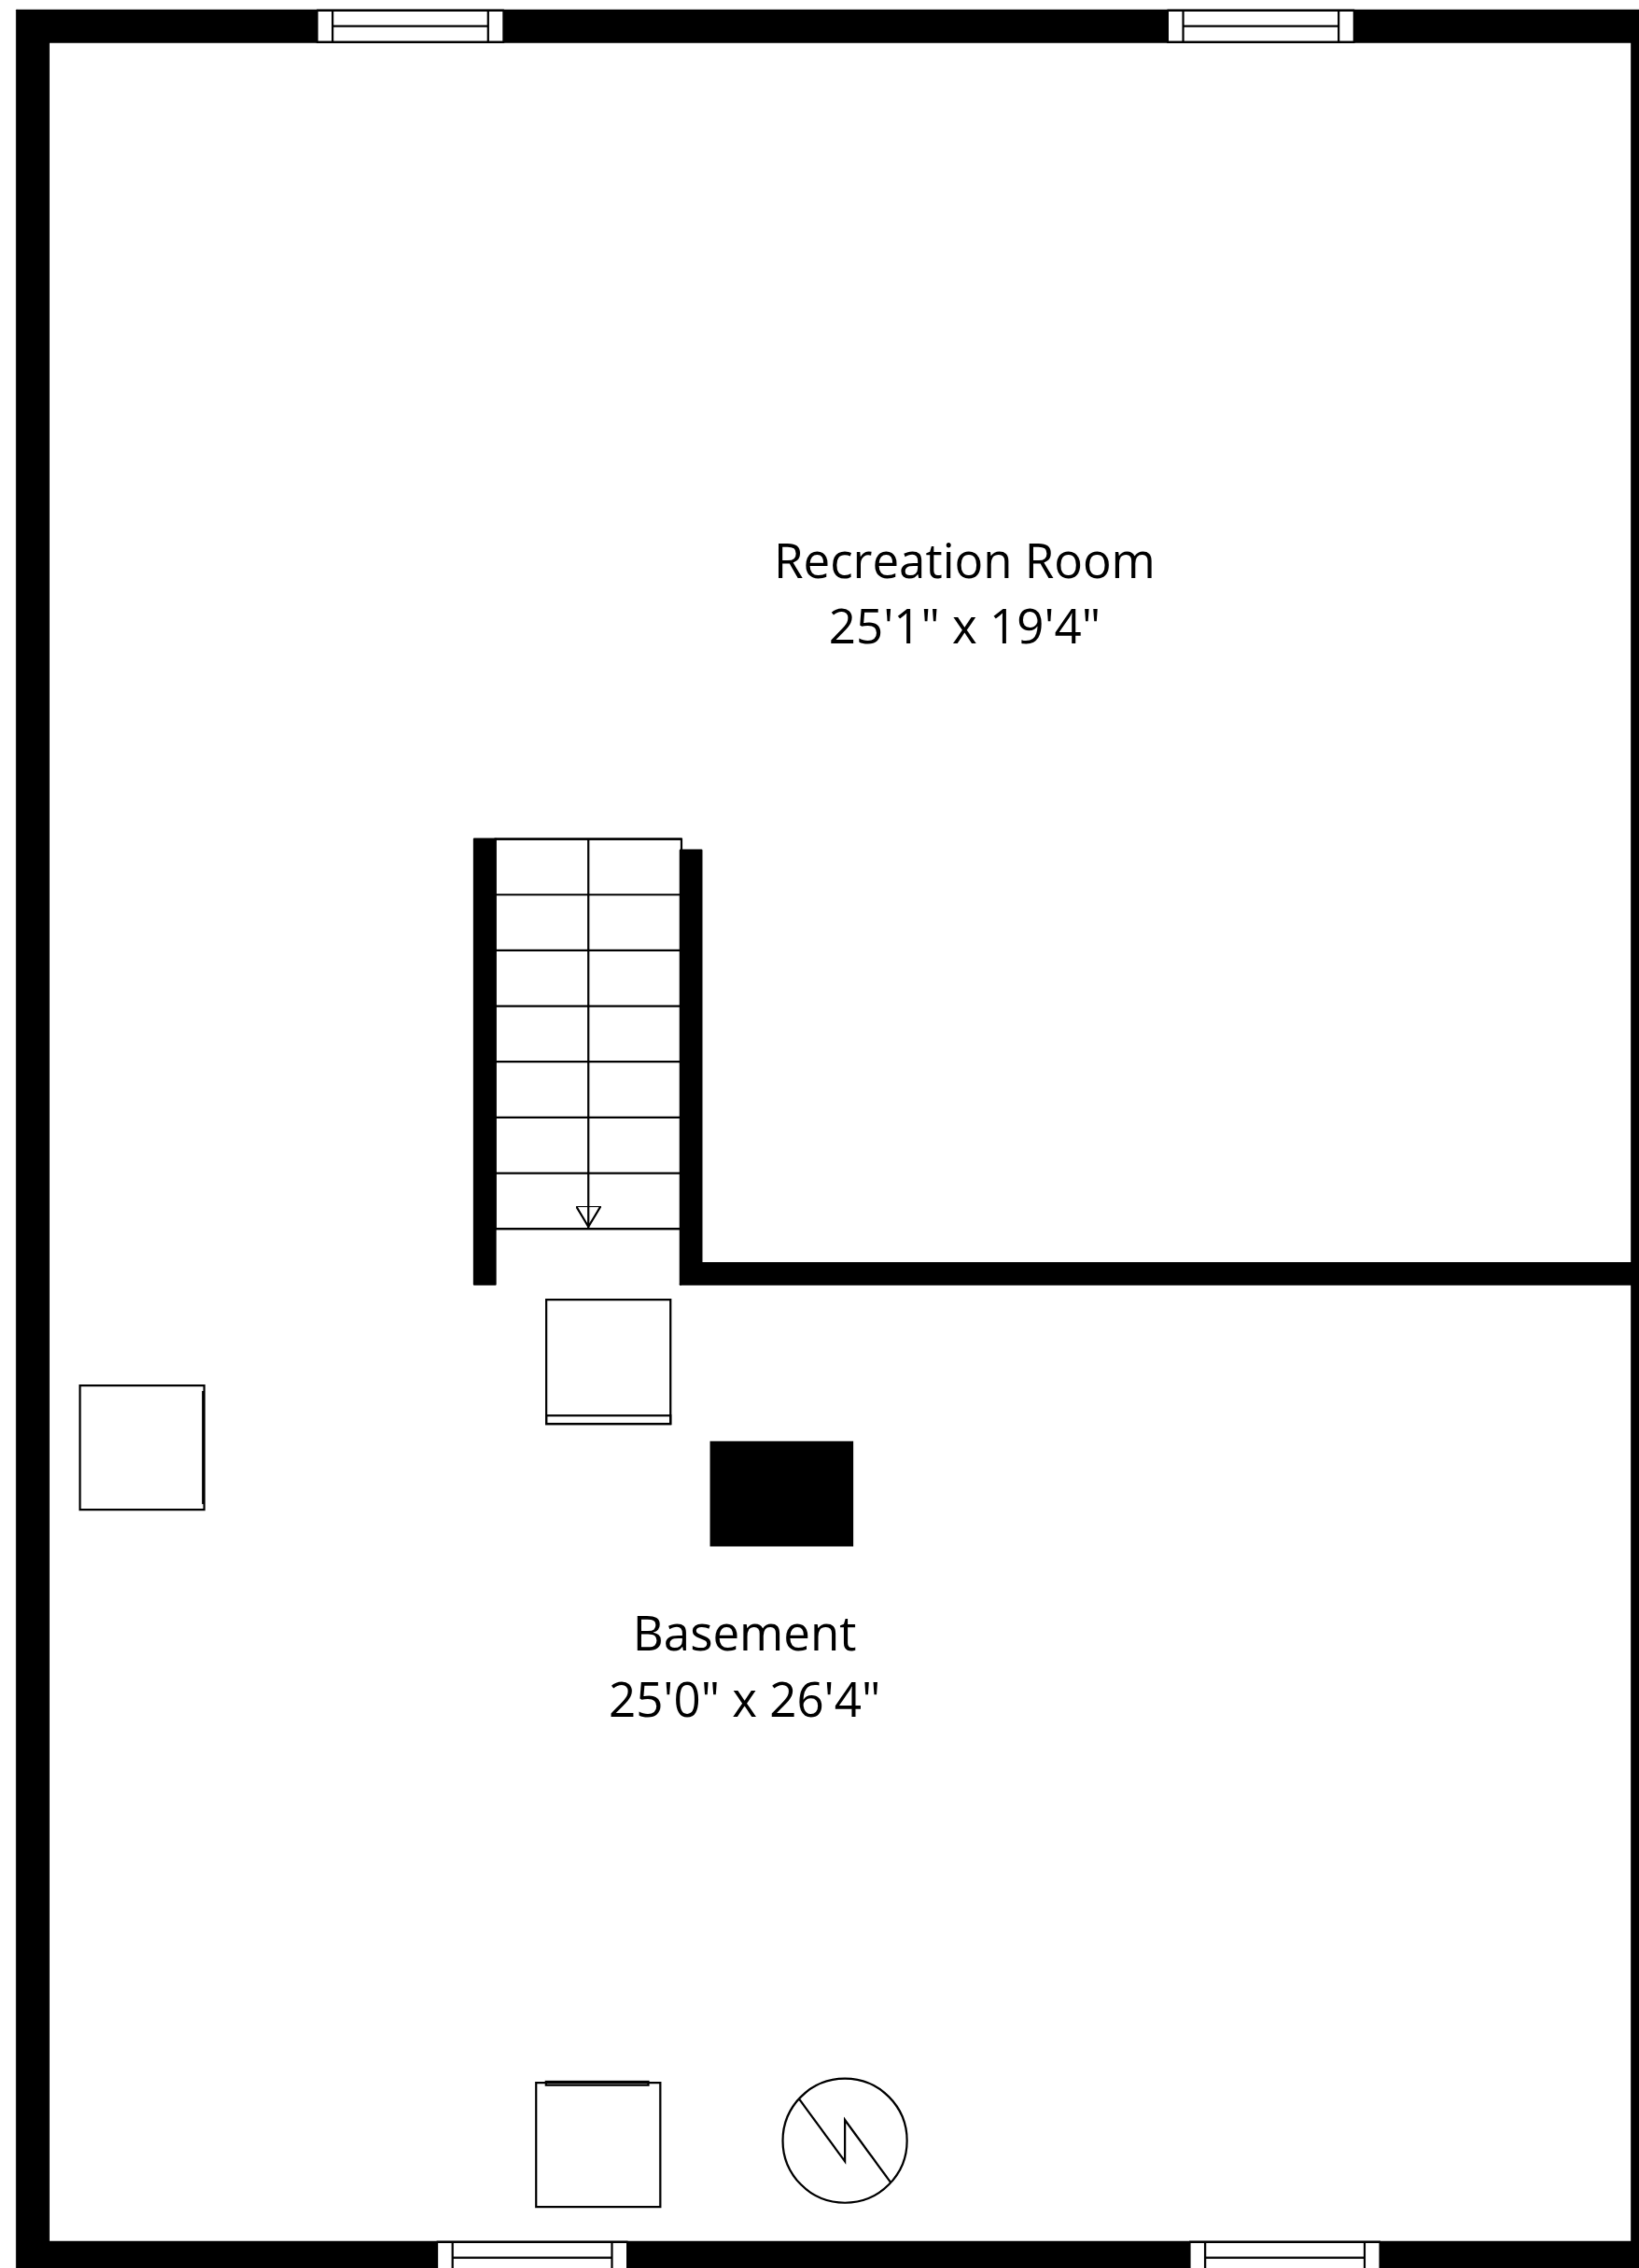 Recreation Room
25'1" x 19'4"
Basement
25'0" x 26'4"